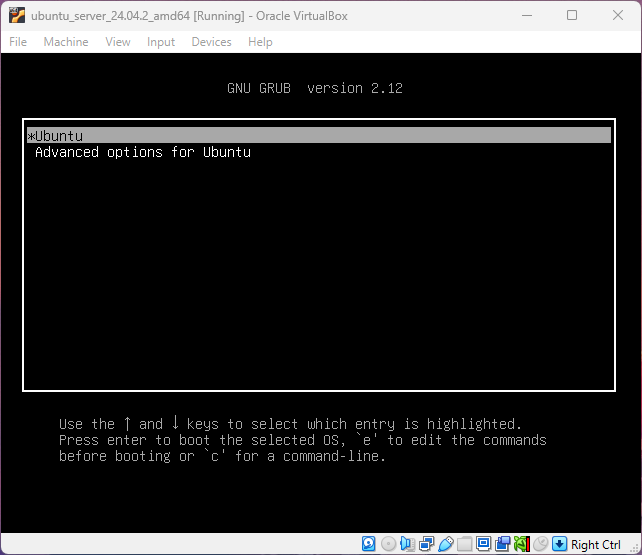 ubuntu_server_24.04.2_amd64 [Running] - Oracle VirtualBox
File Machine View Input Devices Help
GNU GRUB version 2.12
*Ubuntu
Advanced options for Ubuntu
Use the ↑ and ↓ keys to select which entry is highlighted.
Press enter to boot the selected OS, `e' to edit the commands
before booting or `c' for a command-line.
Right Ctrl